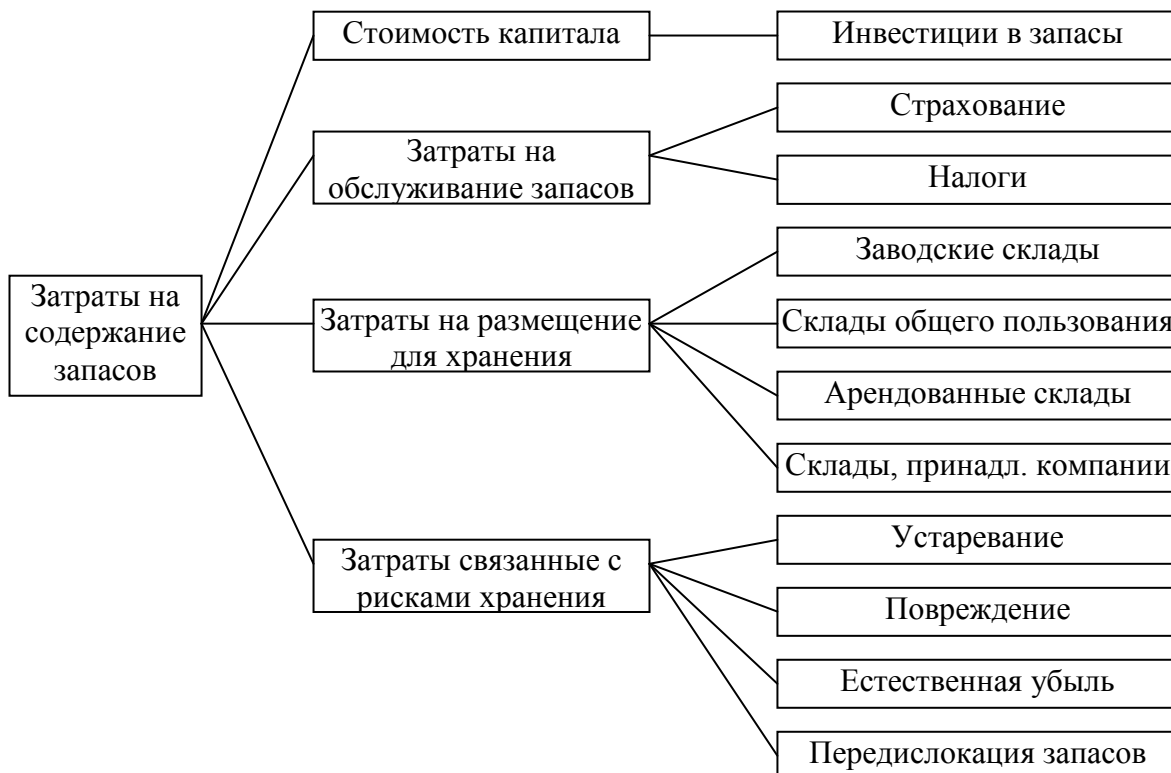 Затраты на
содержание
запасов
Стоимость капитала
Инвестиции в запасы
Затраты на
обслуживание запасов
Страхование
Налоги
Затраты на размещение
для хранения
Заводские склады
Склады общего пользования
Арендованные склады
Склады, принадл. компании
Затраты связанные с
рисками хранения
Устаревание
Повреждение
Естественная убыль
Передислокация запасов